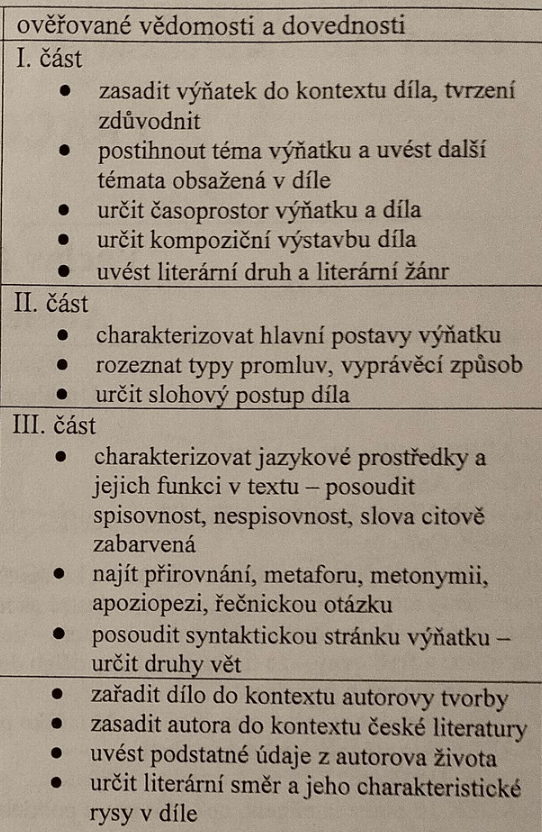 ověřované vědomosti a dovednosti
I. část
• zasadit výňatek do kontextu díla, tvrzení
zdůvodnit
• postihnout téma výňatku a uvést další
témata obsažená v díle
• určit časoprostor výňatku a díla
• určit kompoziční výstavbu díla
• uvést literární druh a literární žánr
II. část
• charakterizovat hlavní postavy výňatku
• rozeznat typy promluv, vyprávěcí způsob
• určit slohový postup díla
III. část
• charakterizovat jazykové prostředky a
jejich funkci v textu – posoudit
spisovnost, nespisovnost, slova citově
zabarvená
• najít přirovnání, metaforu, metonymii,
apoziopezi, řečnickou otázku
• posoudit syntaktickou stránku výňatku –
určit druhy vět
• zařadit dílo do kontextu autorovy tvorby
• zasadit autora do kontextu české literatury
• uvést podstatné údaje z autorova života
• určit literární směr a jeho charakteristické
rysy v díle